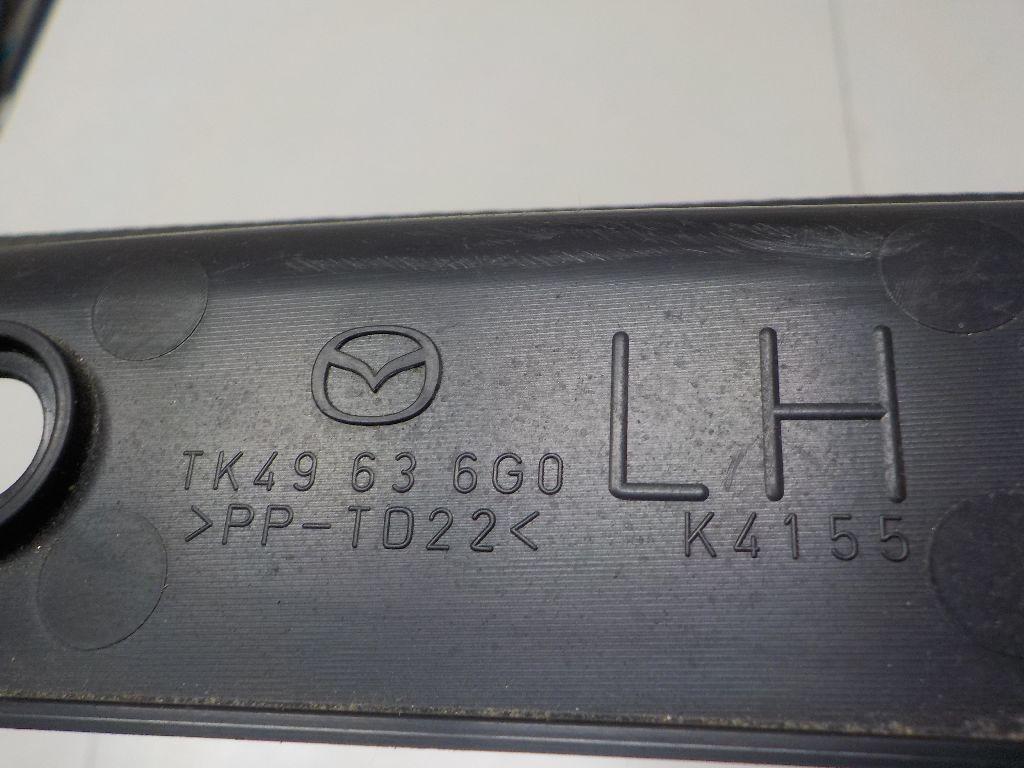 LH
TK49 63 6G0
>PP-TD22<
K4155